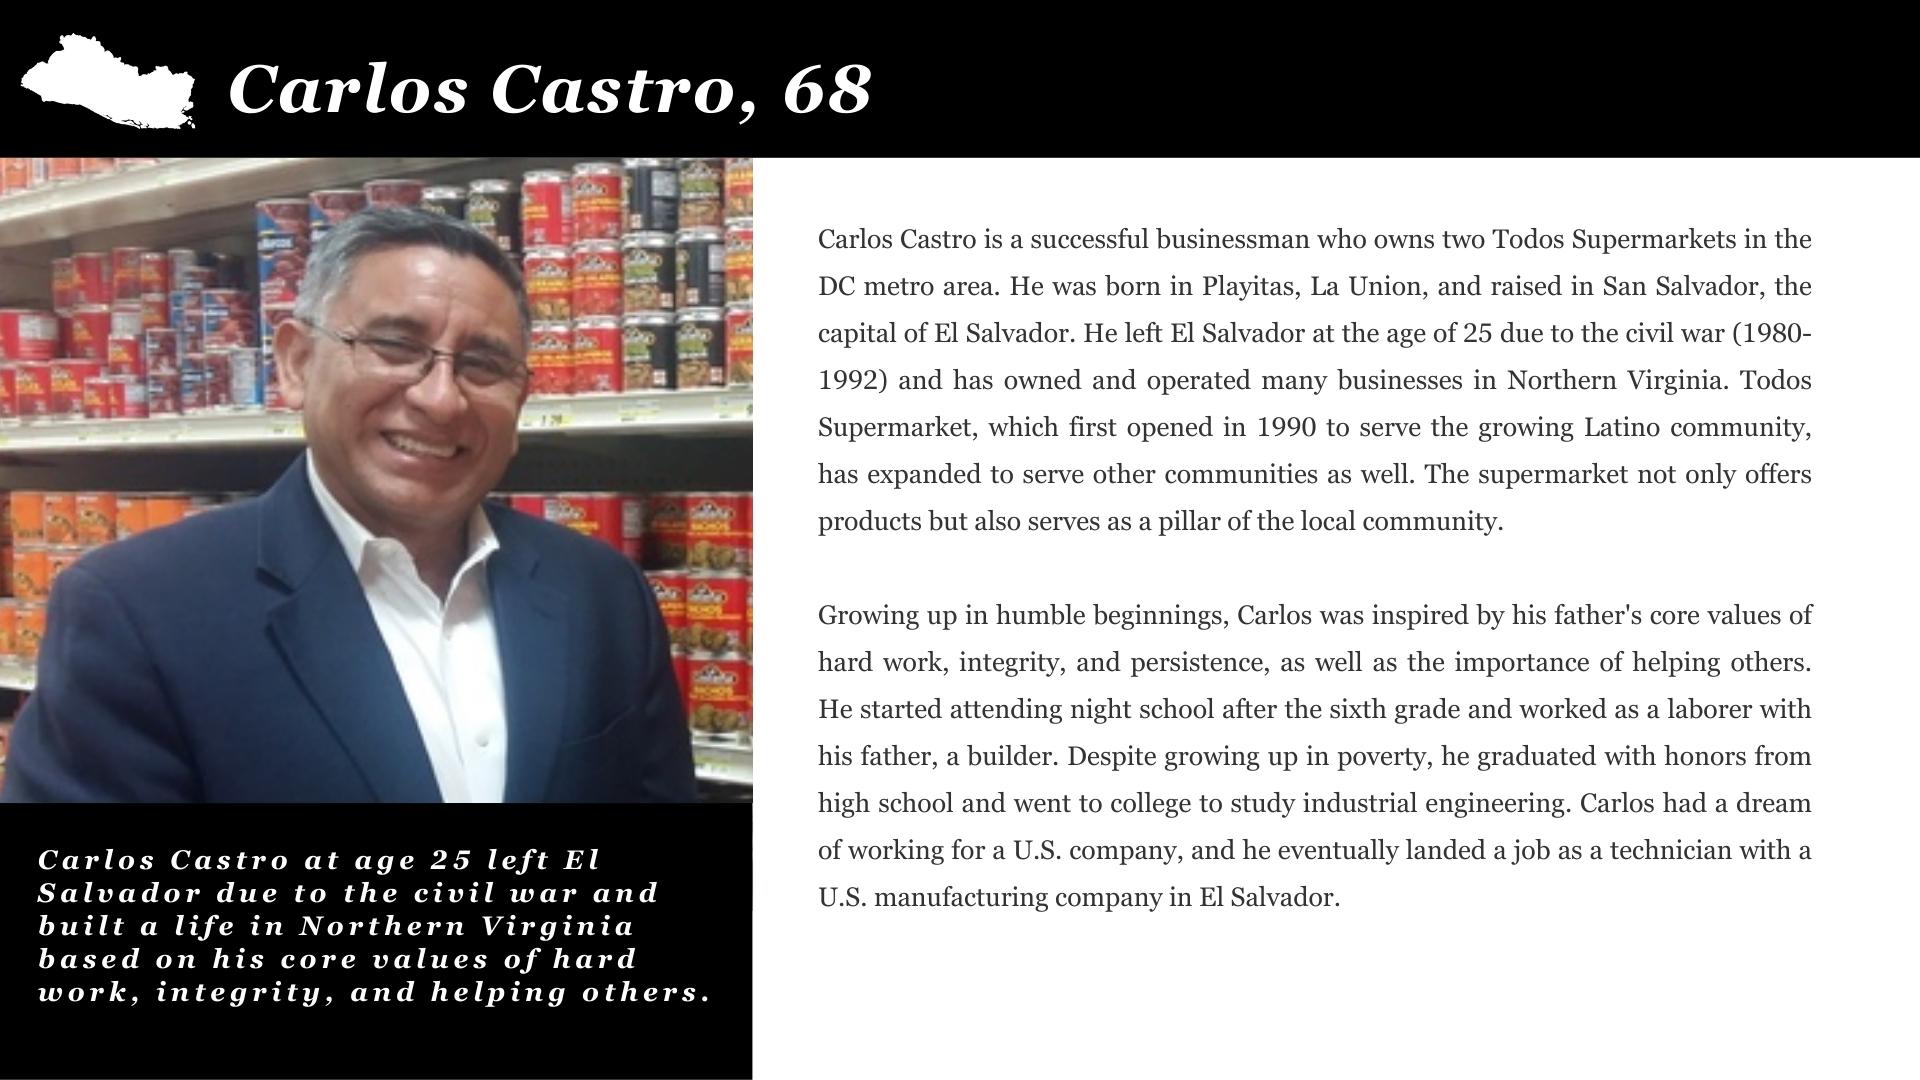 Carlos Castro, 68
Carlos Castro is a successful businessman who owns two Todos Supermarkets in the
DC metro area. He was born in Playitas, La Union, and raised in San Salvador, the
capital of El Salvador. He left El Salvador at the age of 25 due to the civil war (1980-
1992) and has owned and operated many businesses in Northern Virginia. Todos
Supermarket, which first opened in 1990 to serve the growing Latino community,
has expanded to serve other communities as well. The supermarket not only offers
products but also serves as a pillar of the local community.
Growing up in humble beginnings, Carlos was inspired by his father's core values of
hard work, integrity, and persistence, as well as the importance of helping others.
He started attending night school after the sixth grade and worked as a laborer with
his father, a builder. Despite growing up in poverty, he graduated with honors from
high school and went to college to study industrial engineering. Carlos had a dream
of working for a U.S. company, and he eventually landed a job as a technician with a
U.S. manufacturing company in El Salvador.
Carlos Castro at age 25 left El
Salvador due to the civil war and
built a life in Northern Virginia
based on his core values of hard
work, integrity, and helping others.